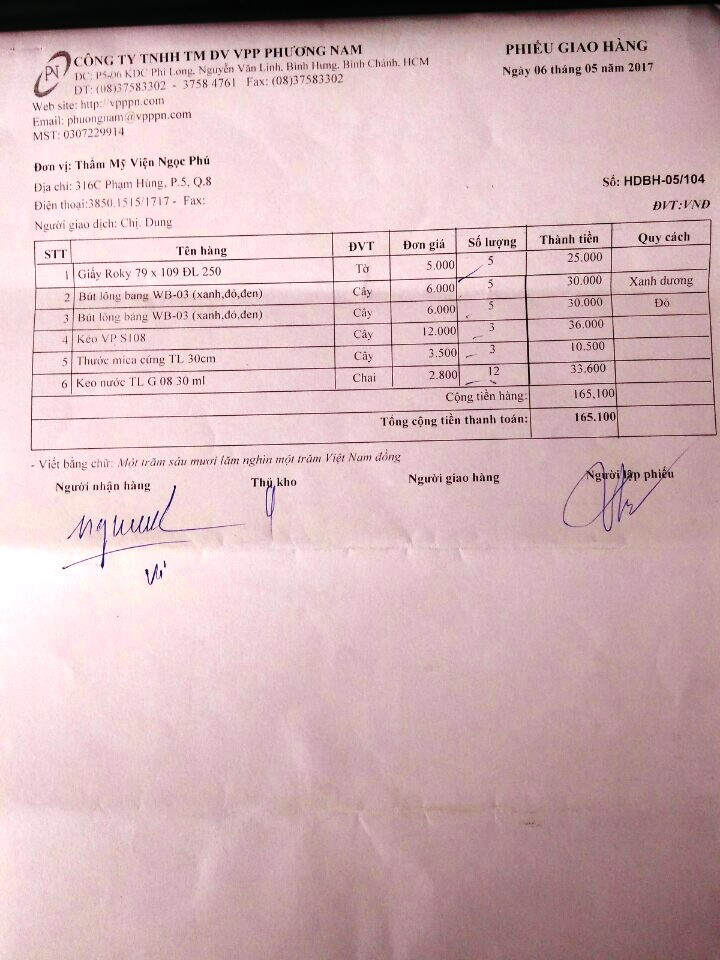 PN
CÔNG TY TNHH TM DV VPP PHƯƠNG NAM
ĐC: P5-06 KDC Phi Long, Nguyễn Văn Linh, Bình Hưng, Bình Chánh, HCM
ĐT: (08)37583302 - 3758 4761 Fax: (08)37583302
Web site: http://vpppn.com
Email: phuongnam@vpppn.com
MST: 0307229914
PHIẾU GIAO HÀNG
Ngày 06 tháng 05 năm 2017
Đơn vị: Thẩm Mỹ Viện Ngọc Phú
Địa chỉ: 316C Phạm Hùng, P.5, Q.8
Điện thoại:3850.1515/1717 - Fax:
Người giao dịch: Chị. Dung
Số: HDBH-05/104
ĐVT:VNĐ
STT Tên hàng ĐVT Đơn giá Số lượng Thành tiền Quy cách
1 Giấy Roky 79 x 109 ĐL 250 Tờ 5.000 5 25.000
2 Bút lông bảng WB-03 (xanh,đỏ,đen) Cây 6.000 5 30.000 Xanh dương
3 Bút lông bảng WB-03 (xanh,đỏ,đen) Cây 6.000 5 30.000 Đỏ
4 Kéo VP S108 Cây 12.000 3 36.000
5 Thước mica cứng TL 30cm Cây 3.500 3 10.500
6 Keo nước TL G 08 30 ml Chai 2.800 12 33.600
Cộng tiền hàng: 165,100
Tổng cộng tiền thanh toán: 165.100
- Viết bằng chữ: Một trăm sáu mươi lăm nghìn một trăm Việt Nam đồng
Người nhận hàng Thủ kho Người giao hàng Người lập phiếu